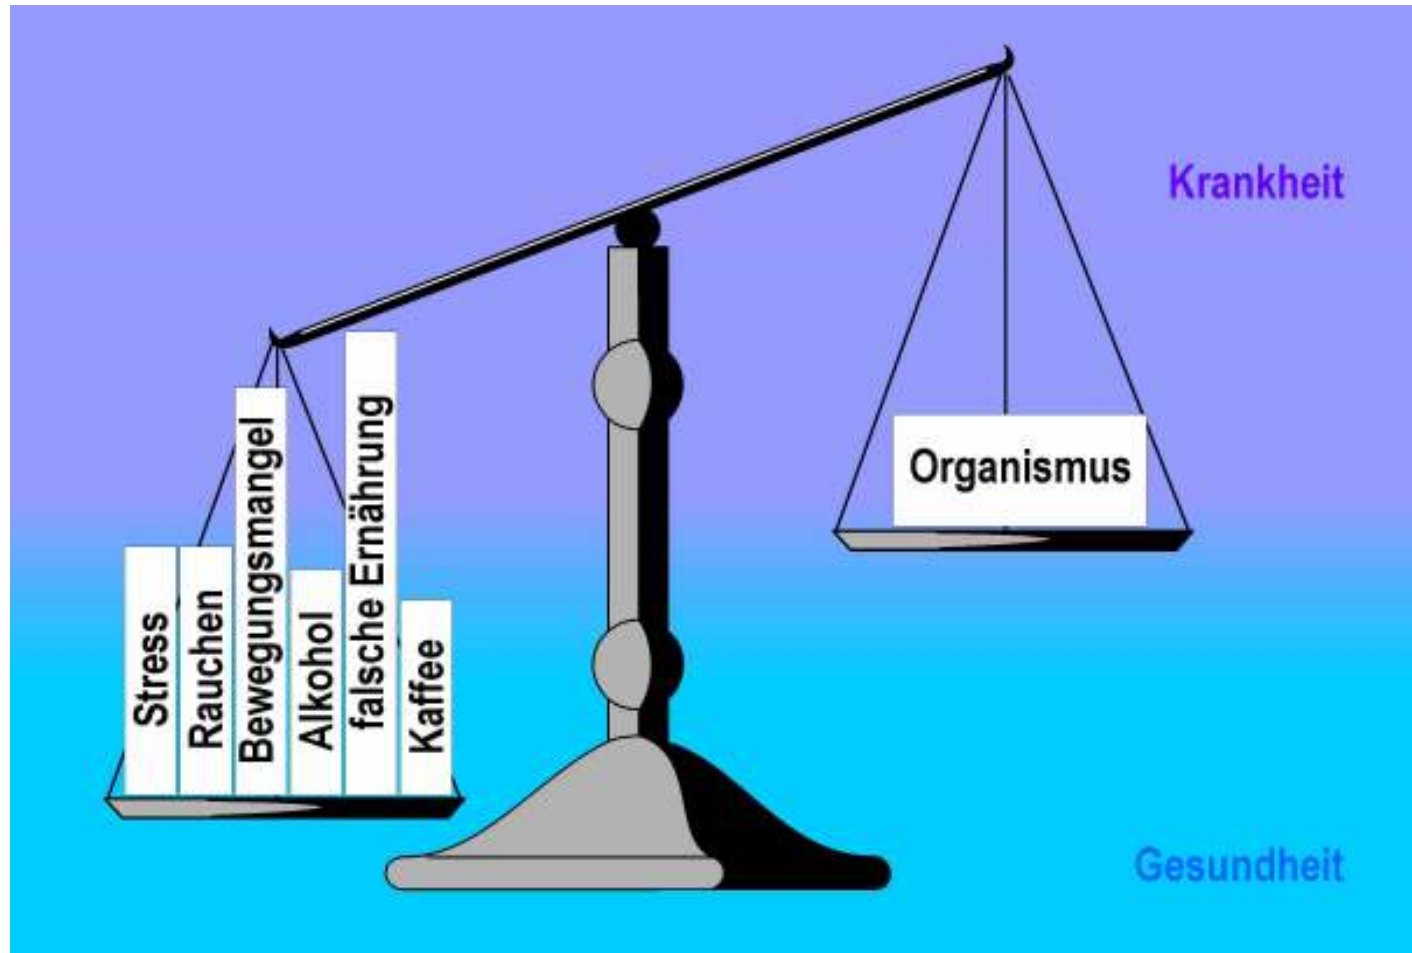 Krankheit
Organismus
Stress
Rauchen
Bewegungsmangel
Alkohol
falsche Ernährung
Kaffee
Gesundheit